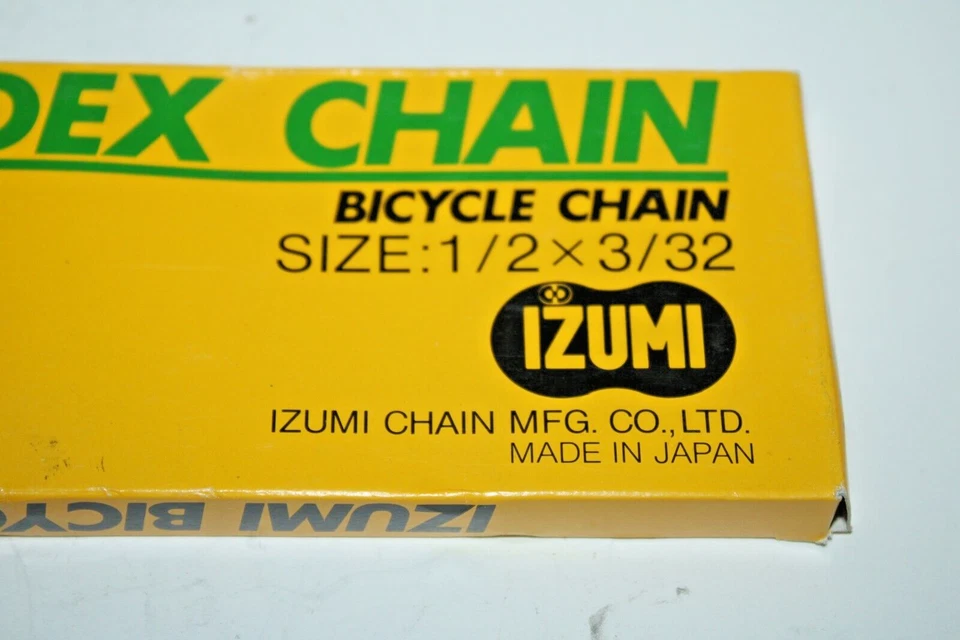 DEX CHAIN
BICYCLE CHAIN
SIZE:1/2×3/32
IZUMI
IZUMI CHAIN MFG. CO.,LTD.
MADE IN JAPAN
IZUMI BICYC